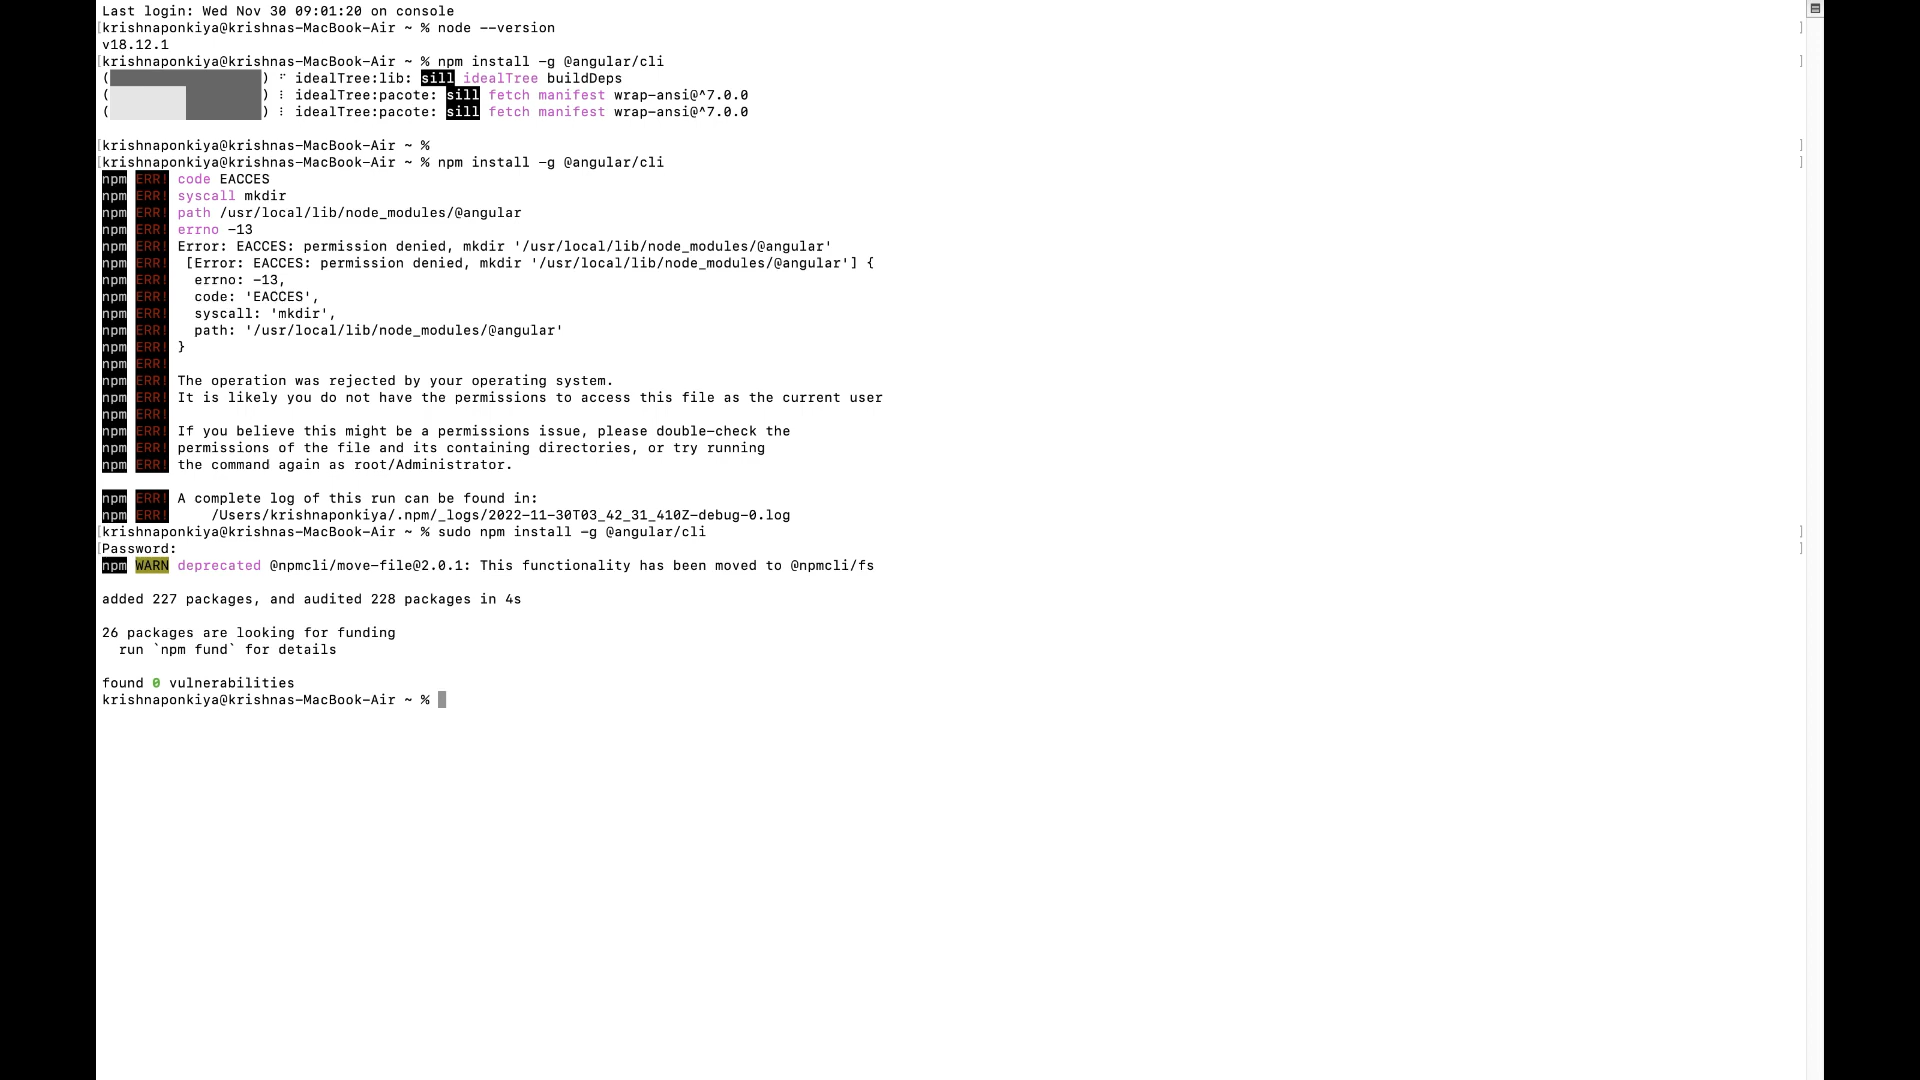 Last login: Wed Nov 30 09:01:20 on console
[krishnaponkiya@krishnas-MacBook-Air ~ % node --version ]
v18.12.1
[krishnaponkiya@krishnas-MacBook-Air ~ % npm install -g @angular/cli ]
( ) ⠋ idealTree:lib: sill idealTree buildDeps
( ) ⠇ idealTree:pacote: sill fetch manifest wrap-ansi@^7.0.0
( ) ⠇ idealTree:pacote: sill fetch manifest wrap-ansi@^7.0.0
[krishnaponkiya@krishnas-MacBook-Air ~ % ]
[krishnaponkiya@krishnas-MacBook-Air ~ % npm install -g @angular/cli ]
npm ERR! code EACCES
npm ERR! syscall mkdir
npm ERR! path /usr/local/lib/node_modules/@angular
npm ERR! errno -13
npm ERR! Error: EACCES: permission denied, mkdir '/usr/local/lib/node_modules/@angular'
npm ERR!  [Error: EACCES: permission denied, mkdir '/usr/local/lib/node_modules/@angular'] {
npm ERR!   errno: -13,
npm ERR!   code: 'EACCES',
npm ERR!   syscall: 'mkdir',
npm ERR!   path: '/usr/local/lib/node_modules/@angular'
npm ERR! }
npm ERR!
npm ERR! The operation was rejected by your operating system.
npm ERR! It is likely you do not have the permissions to access this file as the current user
npm ERR!
npm ERR! If you believe this might be a permissions issue, please double-check the
npm ERR! permissions of the file and its containing directories, or try running
npm ERR! the command again as root/Administrator.
npm ERR! A complete log of this run can be found in:
npm ERR!     /Users/krishnaponkiya/.npm/_logs/2022-11-30T03_42_31_410Z-debug-0.log
[krishnaponkiya@krishnas-MacBook-Air ~ % sudo npm install -g @angular/cli ]
[Password: ]
npm WARN deprecated @npmcli/move-file@2.0.1: This functionality has been moved to @npmcli/fs
added 227 packages, and audited 228 packages in 4s
26 packages are looking for funding
  run `npm fund` for details
found 0 vulnerabilities
krishnaponkiya@krishnas-MacBook-Air ~ %